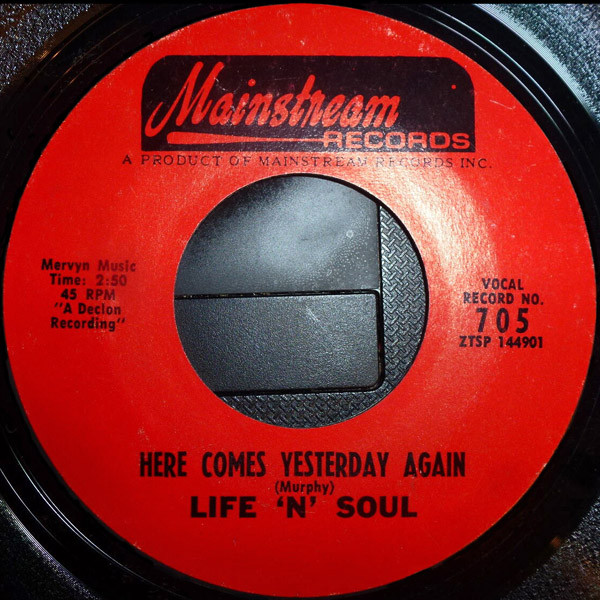 Mainstream
RECORDS
A PRODUCT OF MAINSTREAM RECORDS INC.
Mervyn Music
Time: 2:50
45 RPM
"A Declon
Recording"
VOCAL
RECORD NO.
705
ZTSP 144901
HERE COMES YESTERDAY AGAIN
(Murphy)
LIFE 'N' SOUL